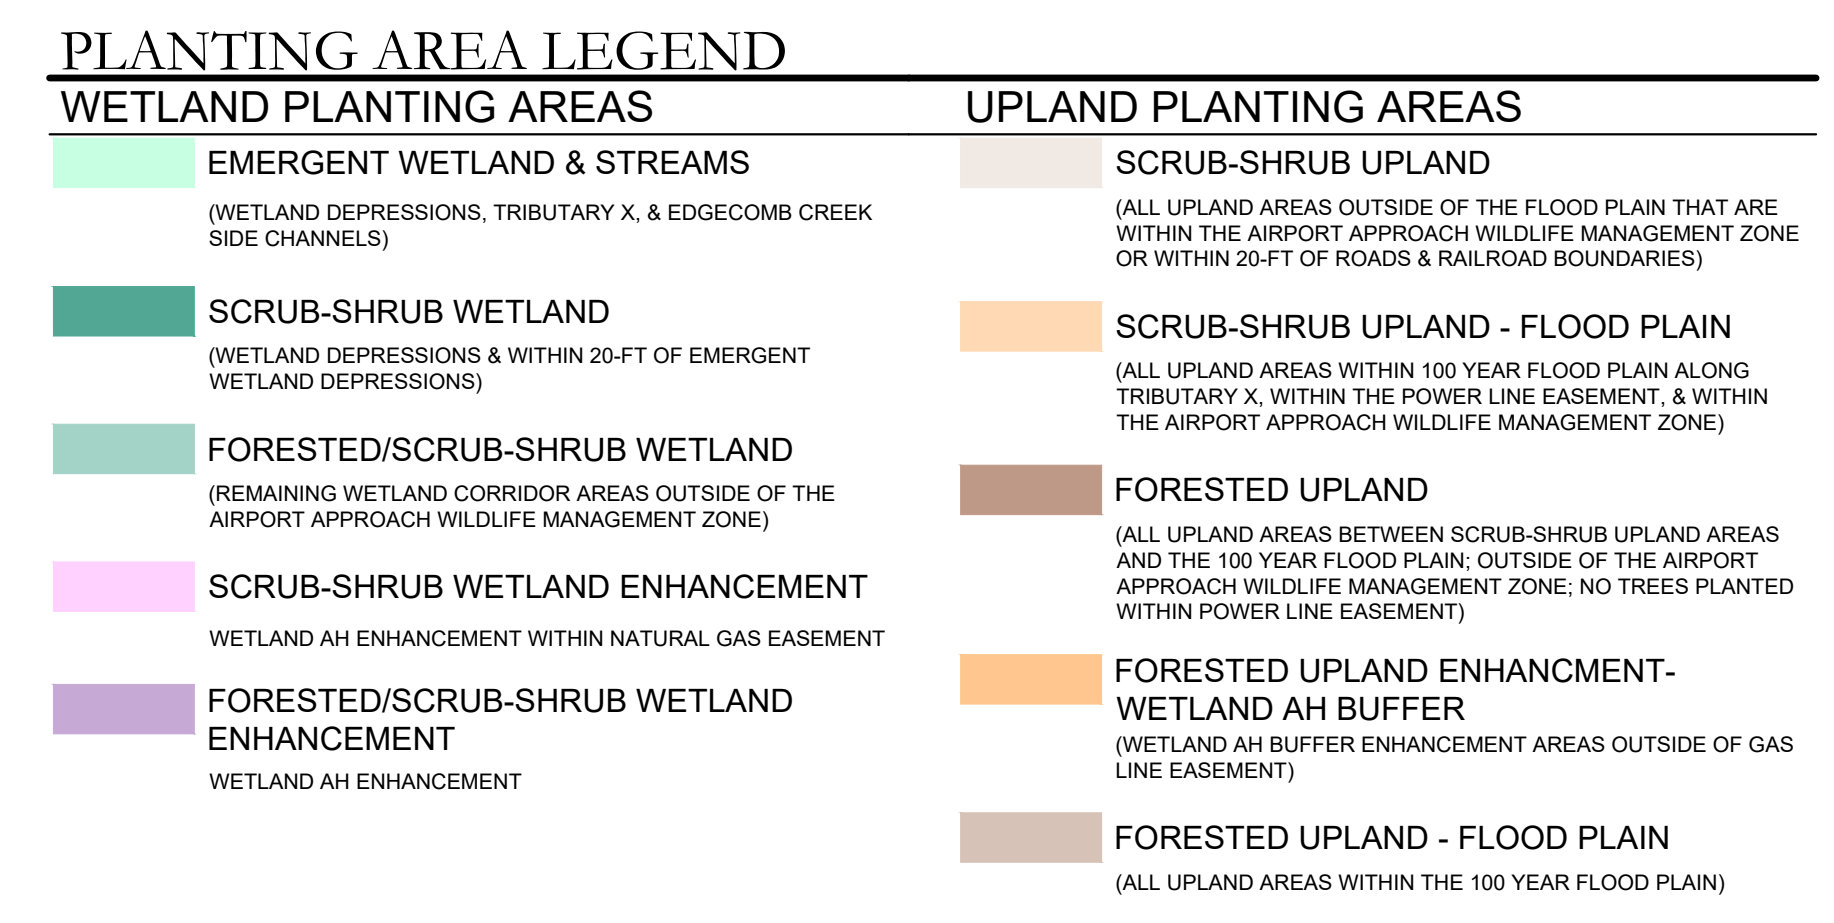 PLANTING AREA LEGEND
WETLAND PLANTING AREAS
EMERGENT WETLAND & STREAMS
(WETLAND DEPRESSIONS, TRIBUTARY X, & EDGECOMB CREEK
SIDE CHANNELS)
SCRUB-SHRUB WETLAND
(WETLAND DEPRESSIONS & WITHIN 20-FT OF EMERGENT
WETLAND DEPRESSIONS)
FORESTED/SCRUB-SHRUB WETLAND
(REMAINING WETLAND CORRIDOR AREAS OUTSIDE OF THE
AIRPORT APPROACH WILDLIFE MANAGEMENT ZONE)
SCRUB-SHRUB WETLAND ENHANCEMENT
WETLAND AH ENHANCEMENT WITHIN NATURAL GAS EASEMENT
FORESTED/SCRUB-SHRUB WETLAND
ENHANCEMENT
WETLAND AH ENHANCEMENT
UPLAND PLANTING AREAS
SCRUB-SHRUB UPLAND
(ALL UPLAND AREAS OUTSIDE OF THE FLOOD PLAIN THAT ARE
WITHIN THE AIRPORT APPROACH WILDLIFE MANAGEMENT ZONE
OR WITHIN 20-FT OF ROADS & RAILROAD BOUNDARIES)
SCRUB-SHRUB UPLAND - FLOOD PLAIN
(ALL UPLAND AREAS WITHIN 100 YEAR FLOOD PLAIN ALONG
TRIBUTARY X, WITHIN THE POWER LINE EASEMENT, & WITHIN
THE AIRPORT APPROACH WILDLIFE MANAGEMENT ZONE)
FORESTED UPLAND
(ALL UPLAND AREAS BETWEEN SCRUB-SHRUB UPLAND AREAS
AND THE 100 YEAR FLOOD PLAIN; OUTSIDE OF THE AIRPORT
APPROACH WILDLIFE MANAGEMENT ZONE; NO TREES PLANTED
WITHIN POWER LINE EASEMENT)
FORESTED UPLAND ENHANCMENT-
WETLAND AH BUFFER
(WETLAND AH BUFFER ENHANCEMENT AREAS OUTSIDE OF GAS
LINE EASEMENT)
FORESTED UPLAND - FLOOD PLAIN
(ALL UPLAND AREAS WITHIN THE 100 YEAR FLOOD PLAIN)